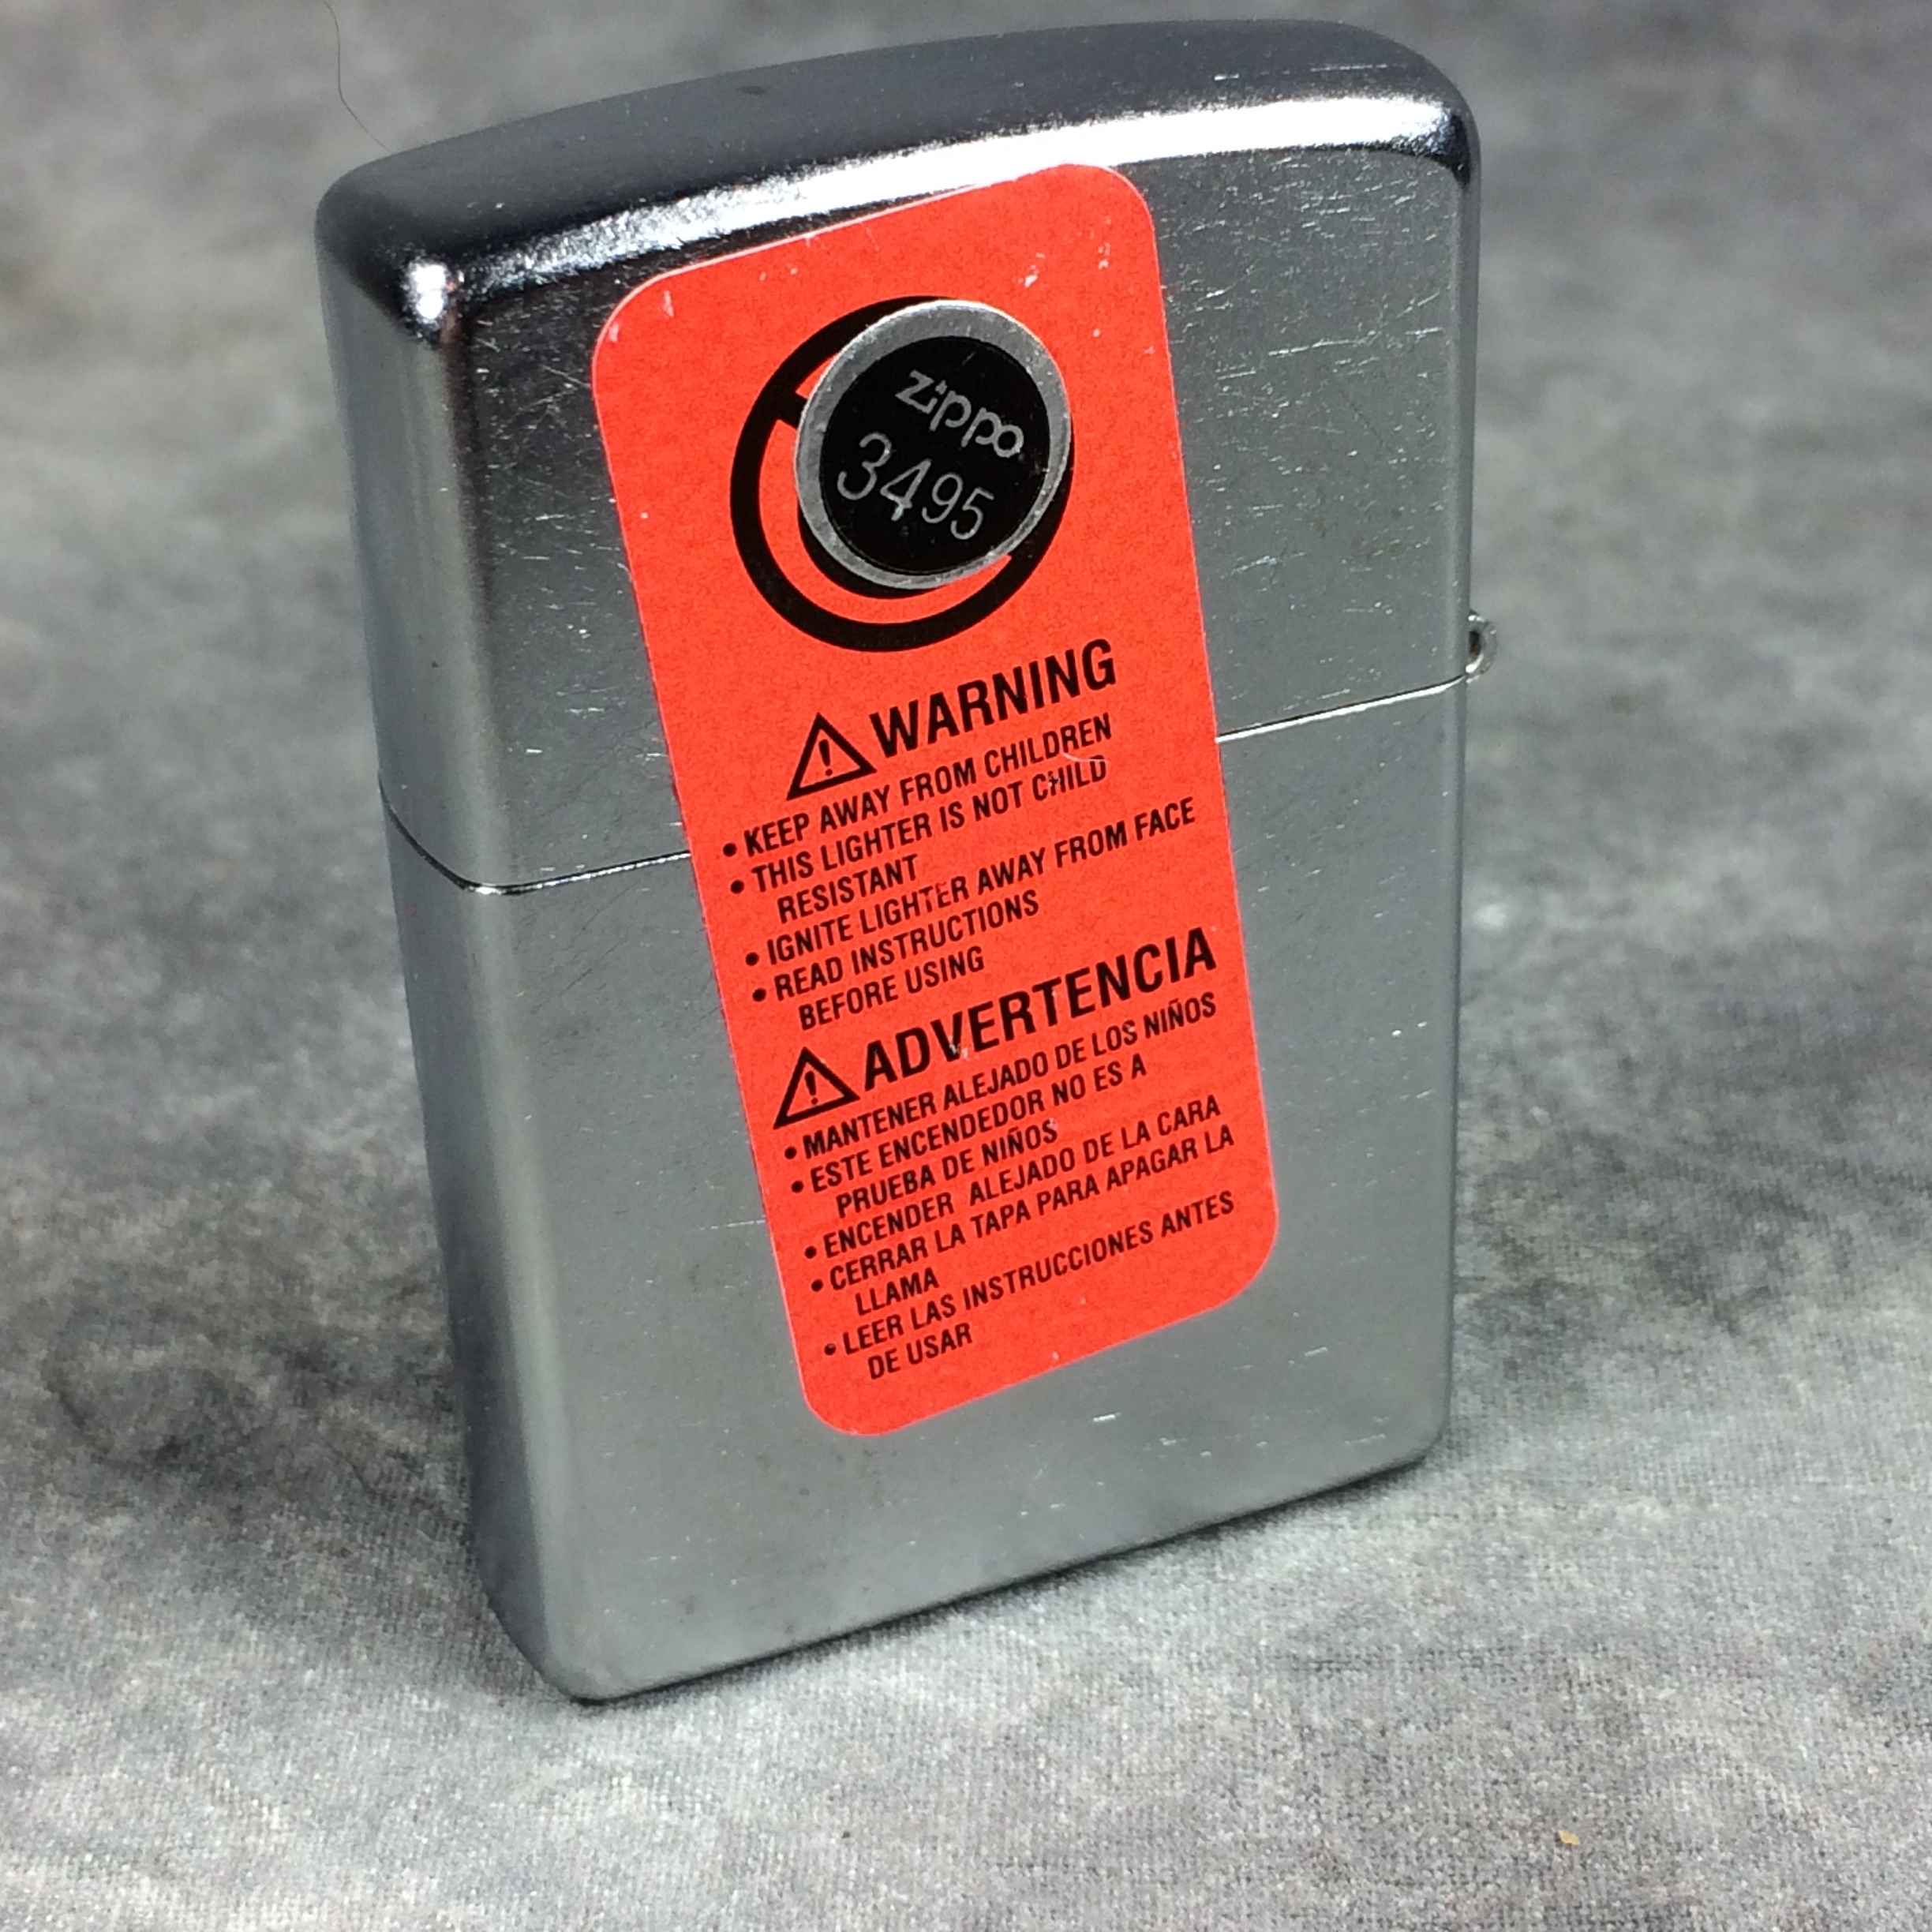 zippo
3495
WARNING
• KEEP AWAY FROM CHILDREN
• THIS LIGHTER IS NOT CHILD
RESISTANT
• IGNITE LIGHTER AWAY FROM FACE
• READ INSTRUCTIONS
BEFORE USING
ADVERTENCIA
• MANTENER ALEJADO DE LOS NIÑOS
• ESTE ENCENDEDOR NO ES A
PRUEBA DE NIÑOS
• ENCENDER ALEJADO DE LA CARA
• CERRAR LA TAPA PARA APAGAR LA
LLAMA
• LEER LAS INSTRUCCIONES ANTES
DE USAR